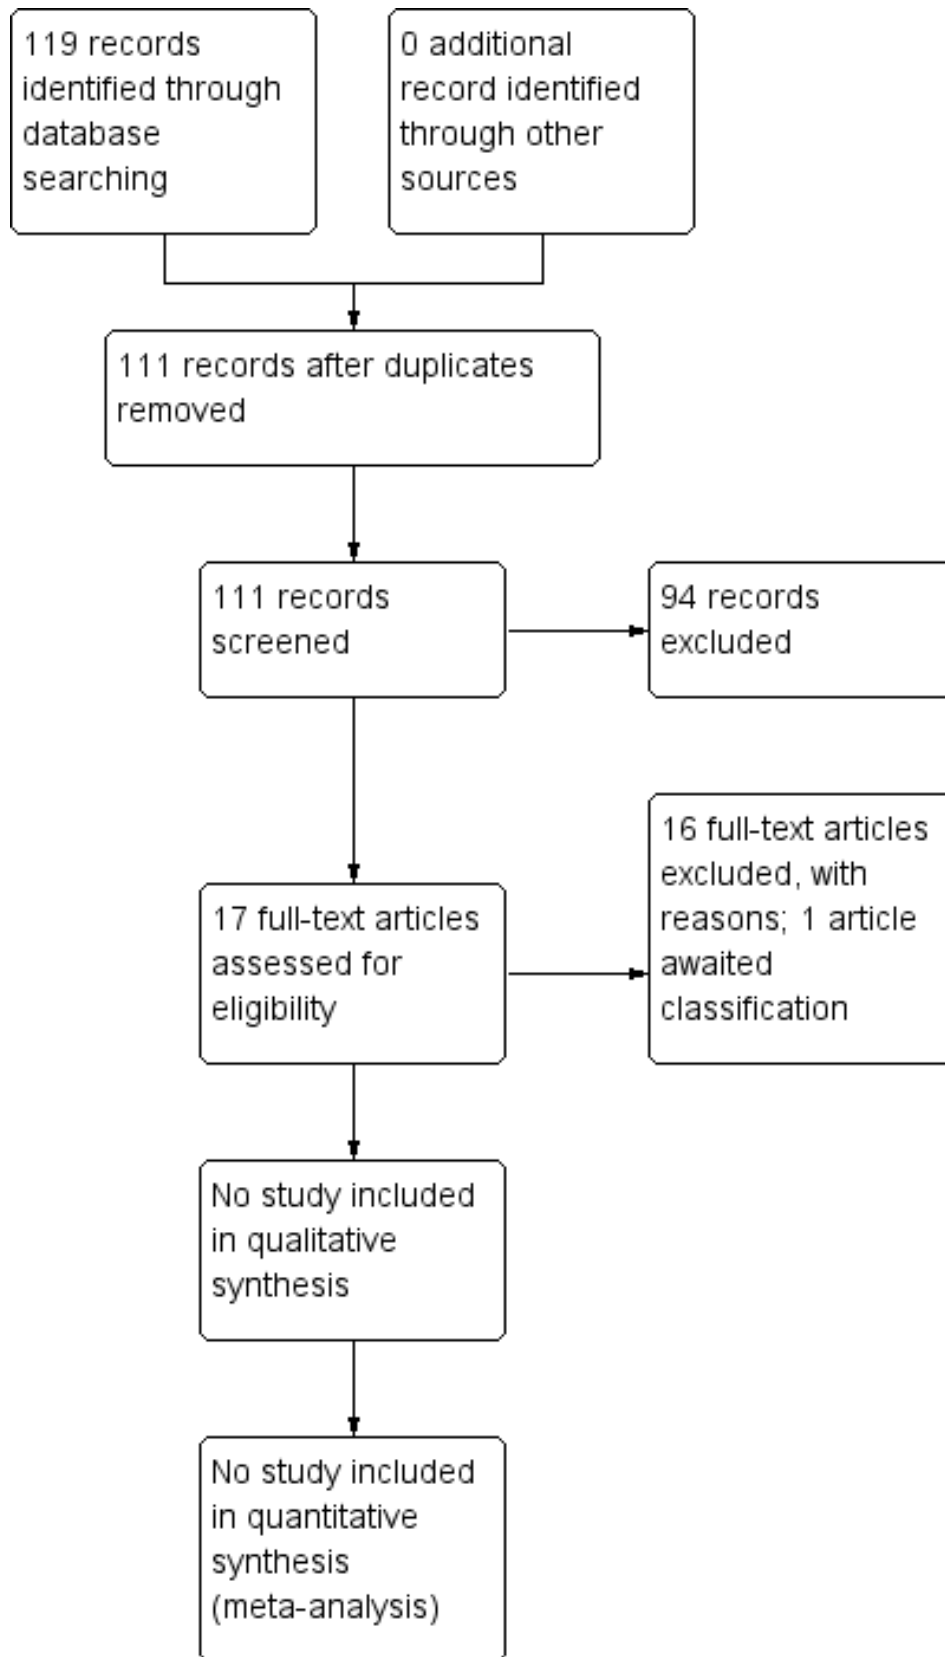 119 records
identified through
database
searching
0 additional
record identified
through other
sources
111 records after duplicates
removed
111 records
screened
94 records
excluded
17 full-text articles
assessed for
eligibility
16 full-text articles
excluded, with
reasons; 1 article
awaited
classification
No study included
in qualitative
synthesis
No study included
in quantitative
synthesis
(meta-analysis)